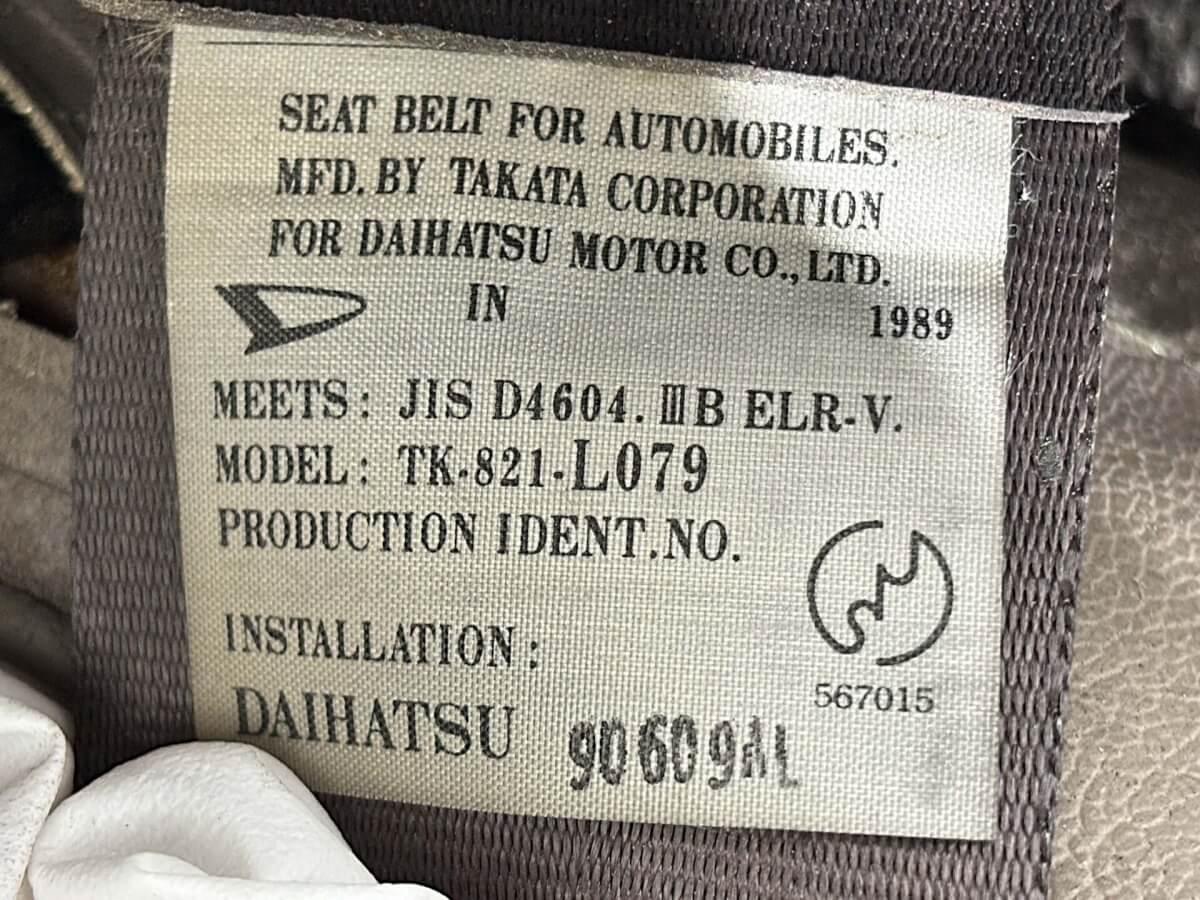 SEAT BELT FOR AUTOMOBILES.
MFD. BY TAKATA CORPORATION
FOR DAIHATSU MOTOR CO., LTD.
IN 1989
MEETS: JIS D4604. ⅢB ELR-V.
MODEL: TK-821-L079
PRODUCTION IDENT.NO.
INSTALLATION:
567015
DAIHATSU 90609AL